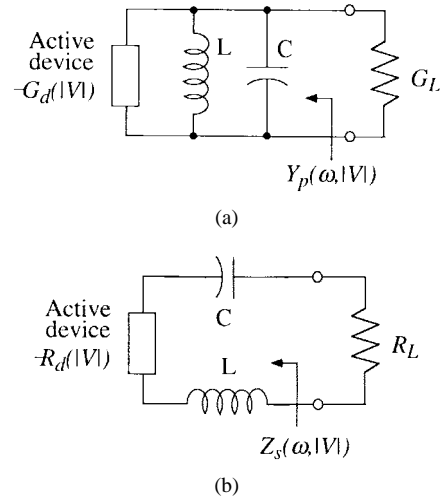 Active
device
–G_d(|V|)
L
C
G_L
Y_p(ω,|V|)
(a)
Active
device
–R_d(|V|)
C
L
R_L
Z_s(ω,|V|)
(b)